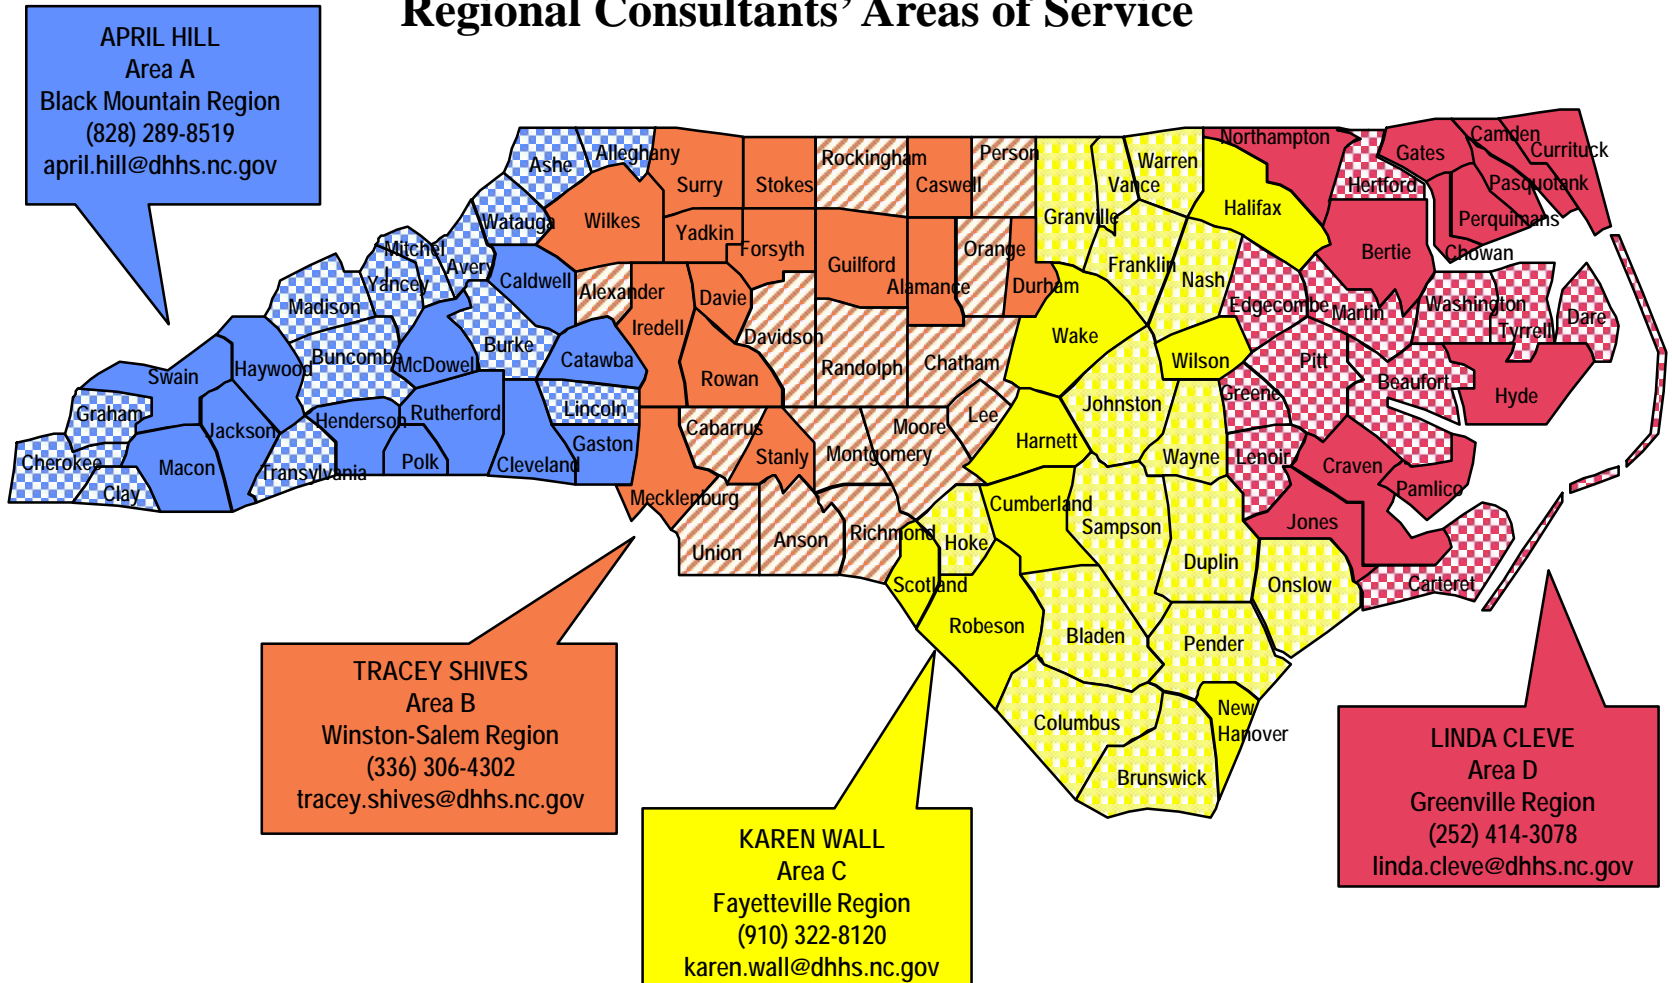 Regional Consultants’ Areas of Service
APRIL HILL
Area A
Black Mountain Region
(828) 289-8519
april.hill@dhhs.nc.gov
Ashe
Alleghany
Surry
Stokes
Rockingham
Caswell
Person
Granville
Vance
Warren
Northampton
Halifax
Hertford
Gates
Camden
Currituck
Pasquotank
Perquimans
Chowan
Bertie
Watauga
Wilkes
Yadkin
Forsyth
Guilford
Alamance
Orange
Durham
Franklin
Nash
Edgecombe
Martin
Washington
Tyrrell
Dare
Mitchel
Avery
Yancey
Caldwell
Alexander
Iredell
Davie
Davidson
Randolph
Chatham
Wake
Wilson
Pitt
Beaufort
Hyde
Madison
Buncombe
McDowel
Burke
Catawba
Rowan
Johnston
Greene
Swain
Haywood
Graham
Jackson
Henderson
Rutherford
Lincoln
Cabarrus
Stanly
Montgomery
Moore
Lee
Harnett
Wayne
Lenoir
Craven
Pamlico
Cherokee
Clay
Macon
Transylvania
Polk
Cleveland
Gaston
Mecklenburg
Union
Anson
Richmond
Hoke
Cumberland
Sampson
Duplin
Jones
Onslow
Carteret
Scotland
Robeson
Bladen
Pender
Columbus
Brunswick
New
Hanover
TRACEY SHIVES
Area B
Winston-Salem Region
(336) 306-4302
tracey.shives@dhhs.nc.gov
KAREN WALL
Area C
Fayetteville Region
(910) 322-8120
karen.wall@dhhs.nc.gov
LINDA CLEVE
Area D
Greenville Region
(252) 414-3078
linda.cleve@dhhs.nc.gov